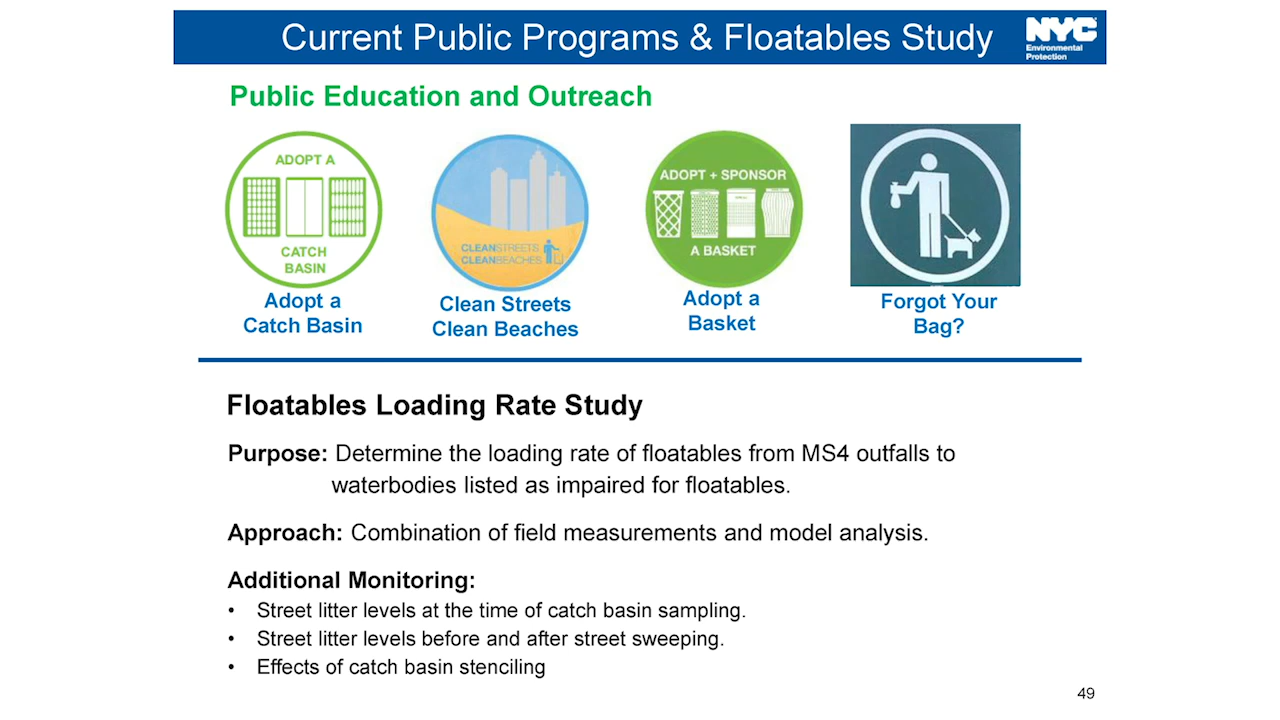 Current Public Programs & Floatables Study
NYC
Environmental
Protection
Public Education and Outreach
ADOPT A
CATCH
BASIN
CLEANSTREETS
CLEANBEACHES
ADOPT + SPONSOR
A BASKET
Adopt a
Catch Basin
Clean Streets
Clean Beaches
Adopt a
Basket
Forgot Your
Bag?
Floatables Loading Rate Study
Purpose: Determine the loading rate of floatables from MS4 outfalls to
waterbodies listed as impaired for floatables.
Approach: Combination of field measurements and model analysis.
Additional Monitoring:
• Street litter levels at the time of catch basin sampling.
• Street litter levels before and after street sweeping.
• Effects of catch basin stenciling
49